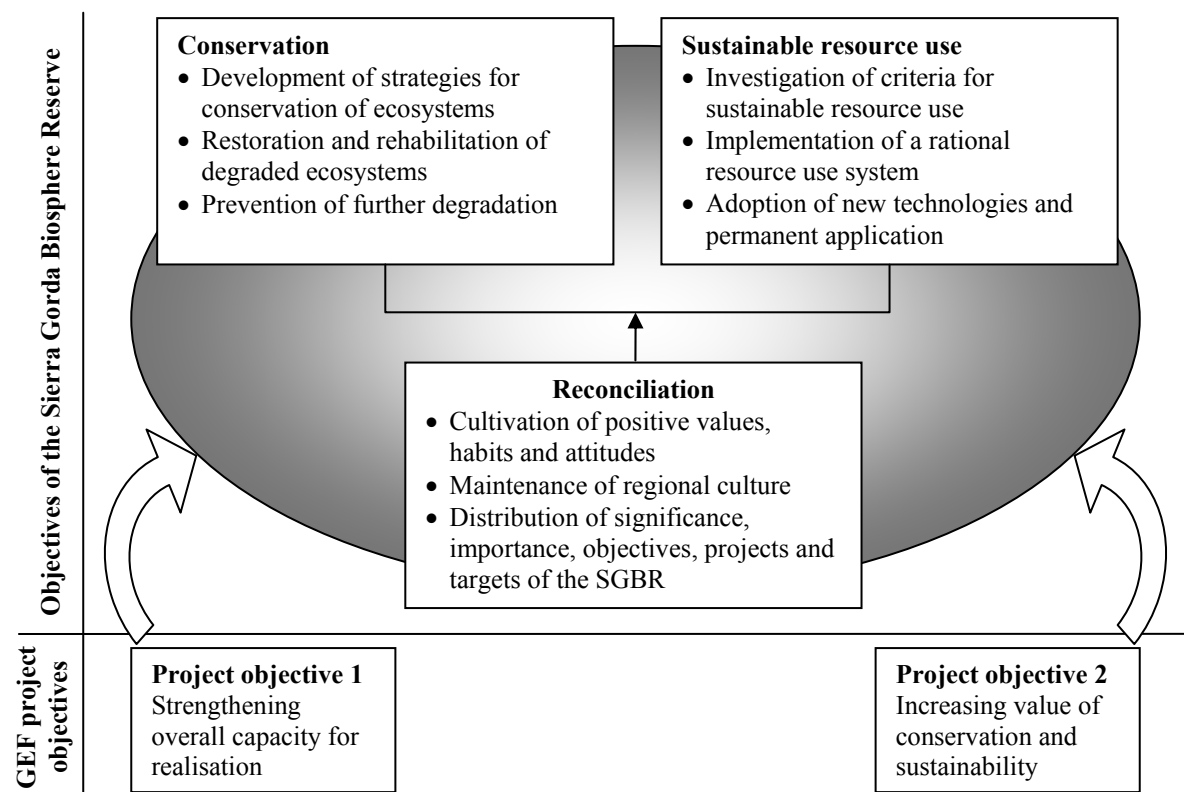 Objectives of the Sierra Gorda Biosphere Reserve
Conservation
• Development of strategies for
conservation of ecosystems
• Restoration and rehabilitation of
degraded ecosystems
• Prevention of further degradation
Sustainable resource use
• Investigation of criteria for
sustainable resource use
• Implementation of a rational
resource use system
• Adoption of new technologies and
permanent application
Reconciliation
• Cultivation of positive values,
habits and attitudes
• Maintenance of regional culture
• Distribution of significance,
importance, objectives, projects and
targets of the SGBR
GEF project
objectives
Project objective 1
Strengthening
overall capacity for
realisation
Project objective 2
Increasing value of
conservation and
sustainability